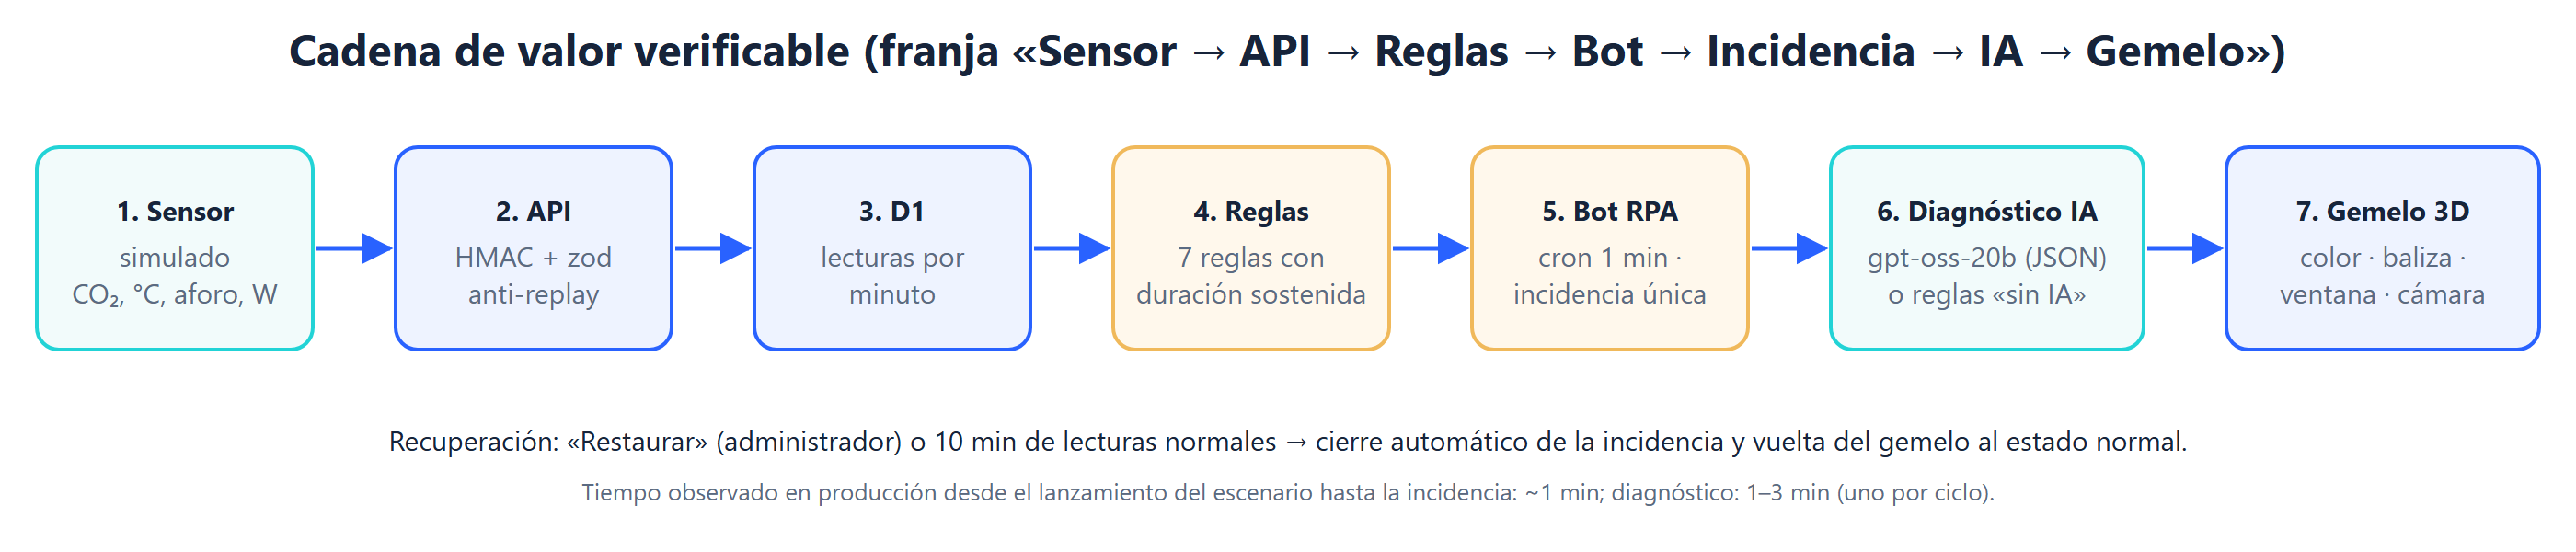 Cadena de valor verificable (franja «Sensor → API → Reglas → Bot → Incidencia → IA → Gemelo»)
1. Sensor
simulado
CO₂, °C, aforo, W
2. API
HMAC + zod
anti-replay
3. D1
lecturas por
minuto
4. Reglas
7 reglas con
duración sostenida
5. Bot RPA
cron 1 min ·
incidencia única
6. Diagnóstico IA
gpt-oss-20b (JSON)
o reglas «sin IA»
7. Gemelo 3D
color · baliza ·
ventana · cámara
Recuperación: «Restaurar» (administrador) o 10 min de lecturas normales → cierre automático de la incidencia y vuelta del gemelo al estado normal.
Tiempo observado en producción desde el lanzamiento del escenario hasta la incidencia: ~1 min; diagnóstico: 1–3 min (uno por ciclo).